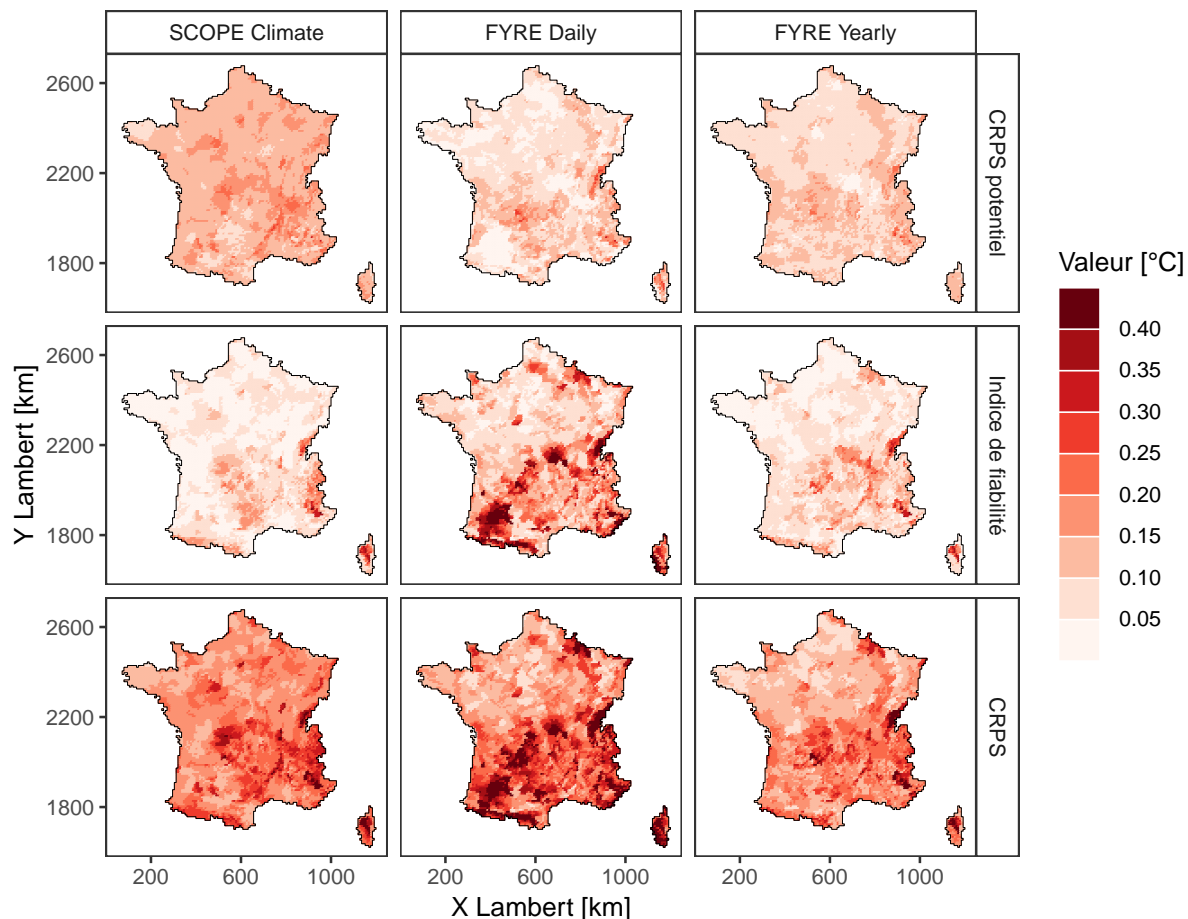 SCOPE Climate
FYRE Daily
FYRE Yearly
2600
2200
1800
CRPS potentiel
2600
2200
1800
Indice de fiabilité
2600
2200
1800
CRPS
200
600
1000
200
600
1000
200
600
1000
X Lambert [km]
Y Lambert [km]
Valeur [°C]
0.40
0.35
0.30
0.25
0.20
0.15
0.10
0.05